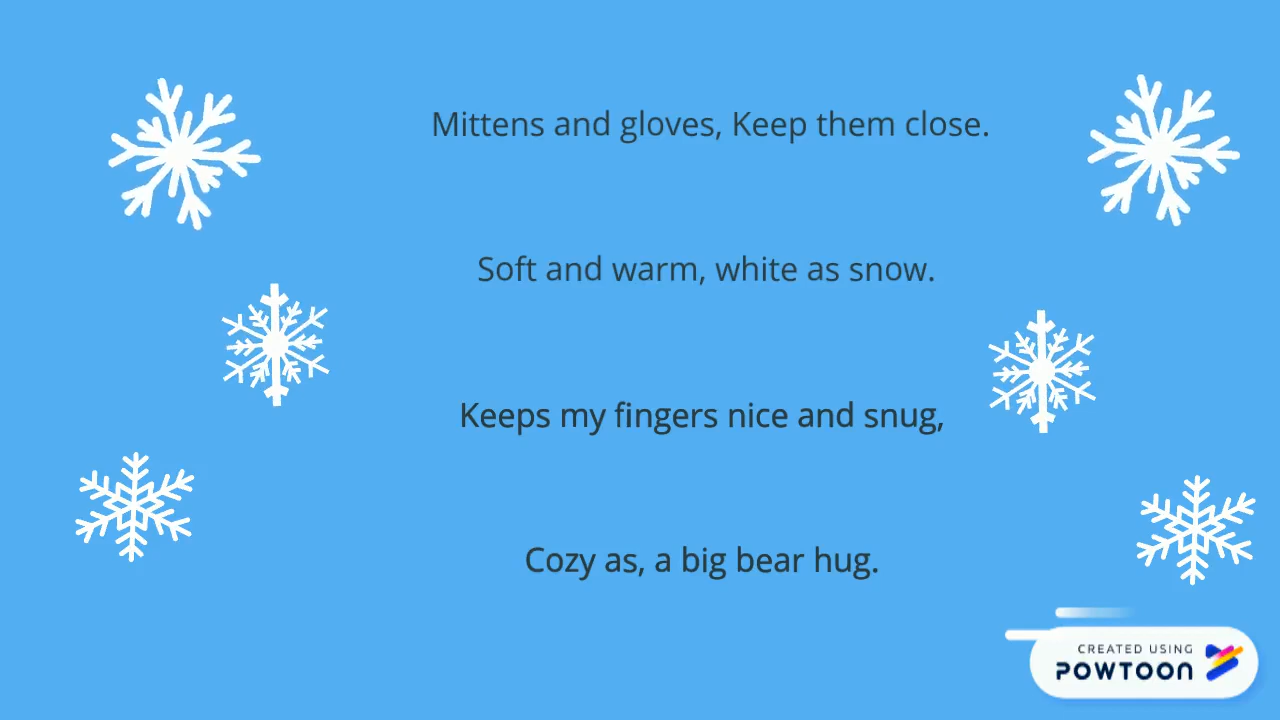 Mittens and gloves, Keep them close.
Soft and warm, white as snow.
Keeps my fingers nice and snug,
Cozy as, a big bear hug.
CREATED USING
POWTOON